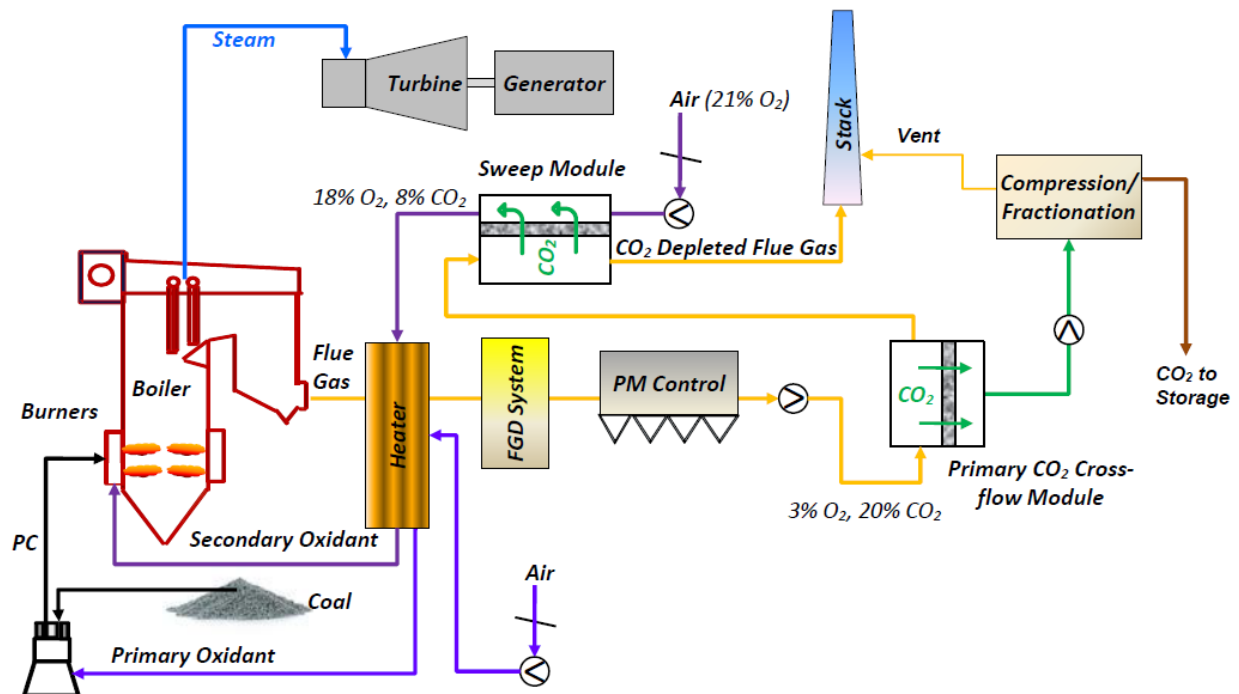 Steam
Turbine
Generator
Air (21% O₂)
Stack
Vent
Compression/
Fractionation
Sweep Module
18% O₂, 8% CO₂
CO₂
CO₂ Depleted Flue Gas
Flue
Gas
Boiler
Burners
Heater
FGD System
PM Control
CO₂
CO₂ to
Storage
Primary CO₂ Cross-
flow Module
3% O₂, 20% CO₂
Secondary Oxidant
PC
Coal
Air
Primary Oxidant